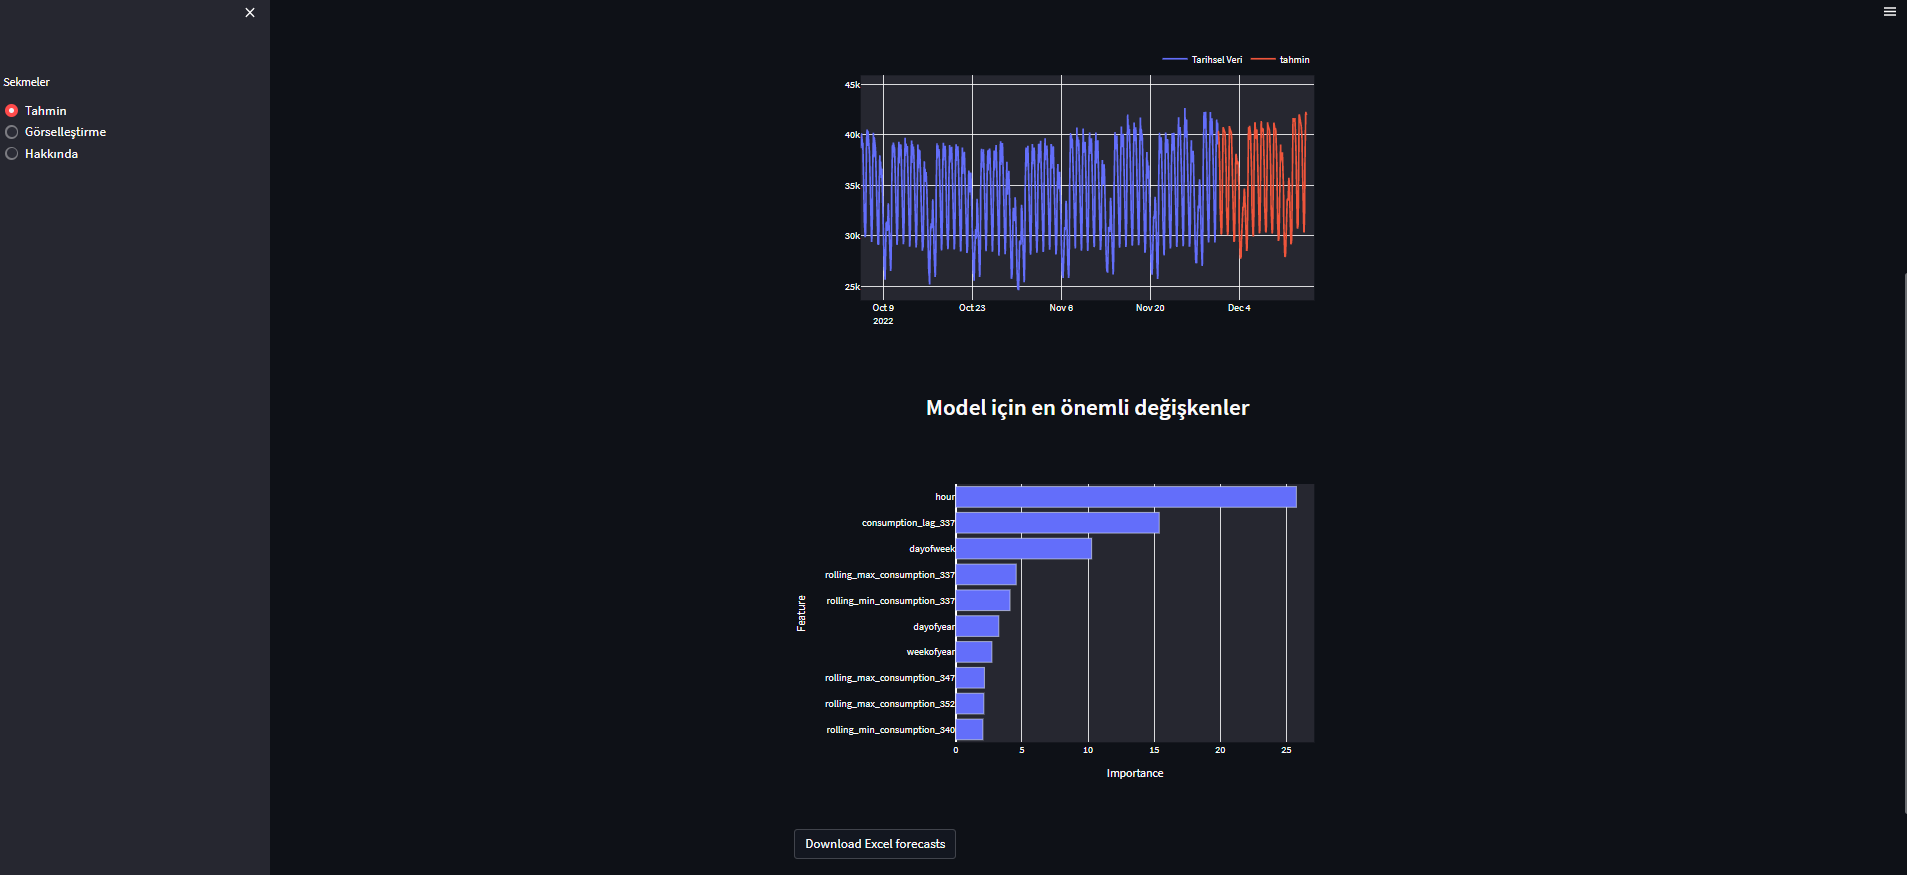 Sekmeler
Tahmin
Görselleştirme
Hakkında
Tarihsel Veri
tahmin
45k
40k
35k
30k
25k
Oct 9
2022
Oct 23
Nov 6
Nov 20
Dec 4
Model için en önemli değişkenler
Feature
hour
consumption_lag_337
dayofweek
rolling_max_consumption_337
rolling_min_consumption_337
dayofyear
weekofyear
rolling_max_consumption_347
rolling_max_consumption_352
rolling_min_consumption_340
0
5
10
15
20
25
Importance
Download Excel forecasts